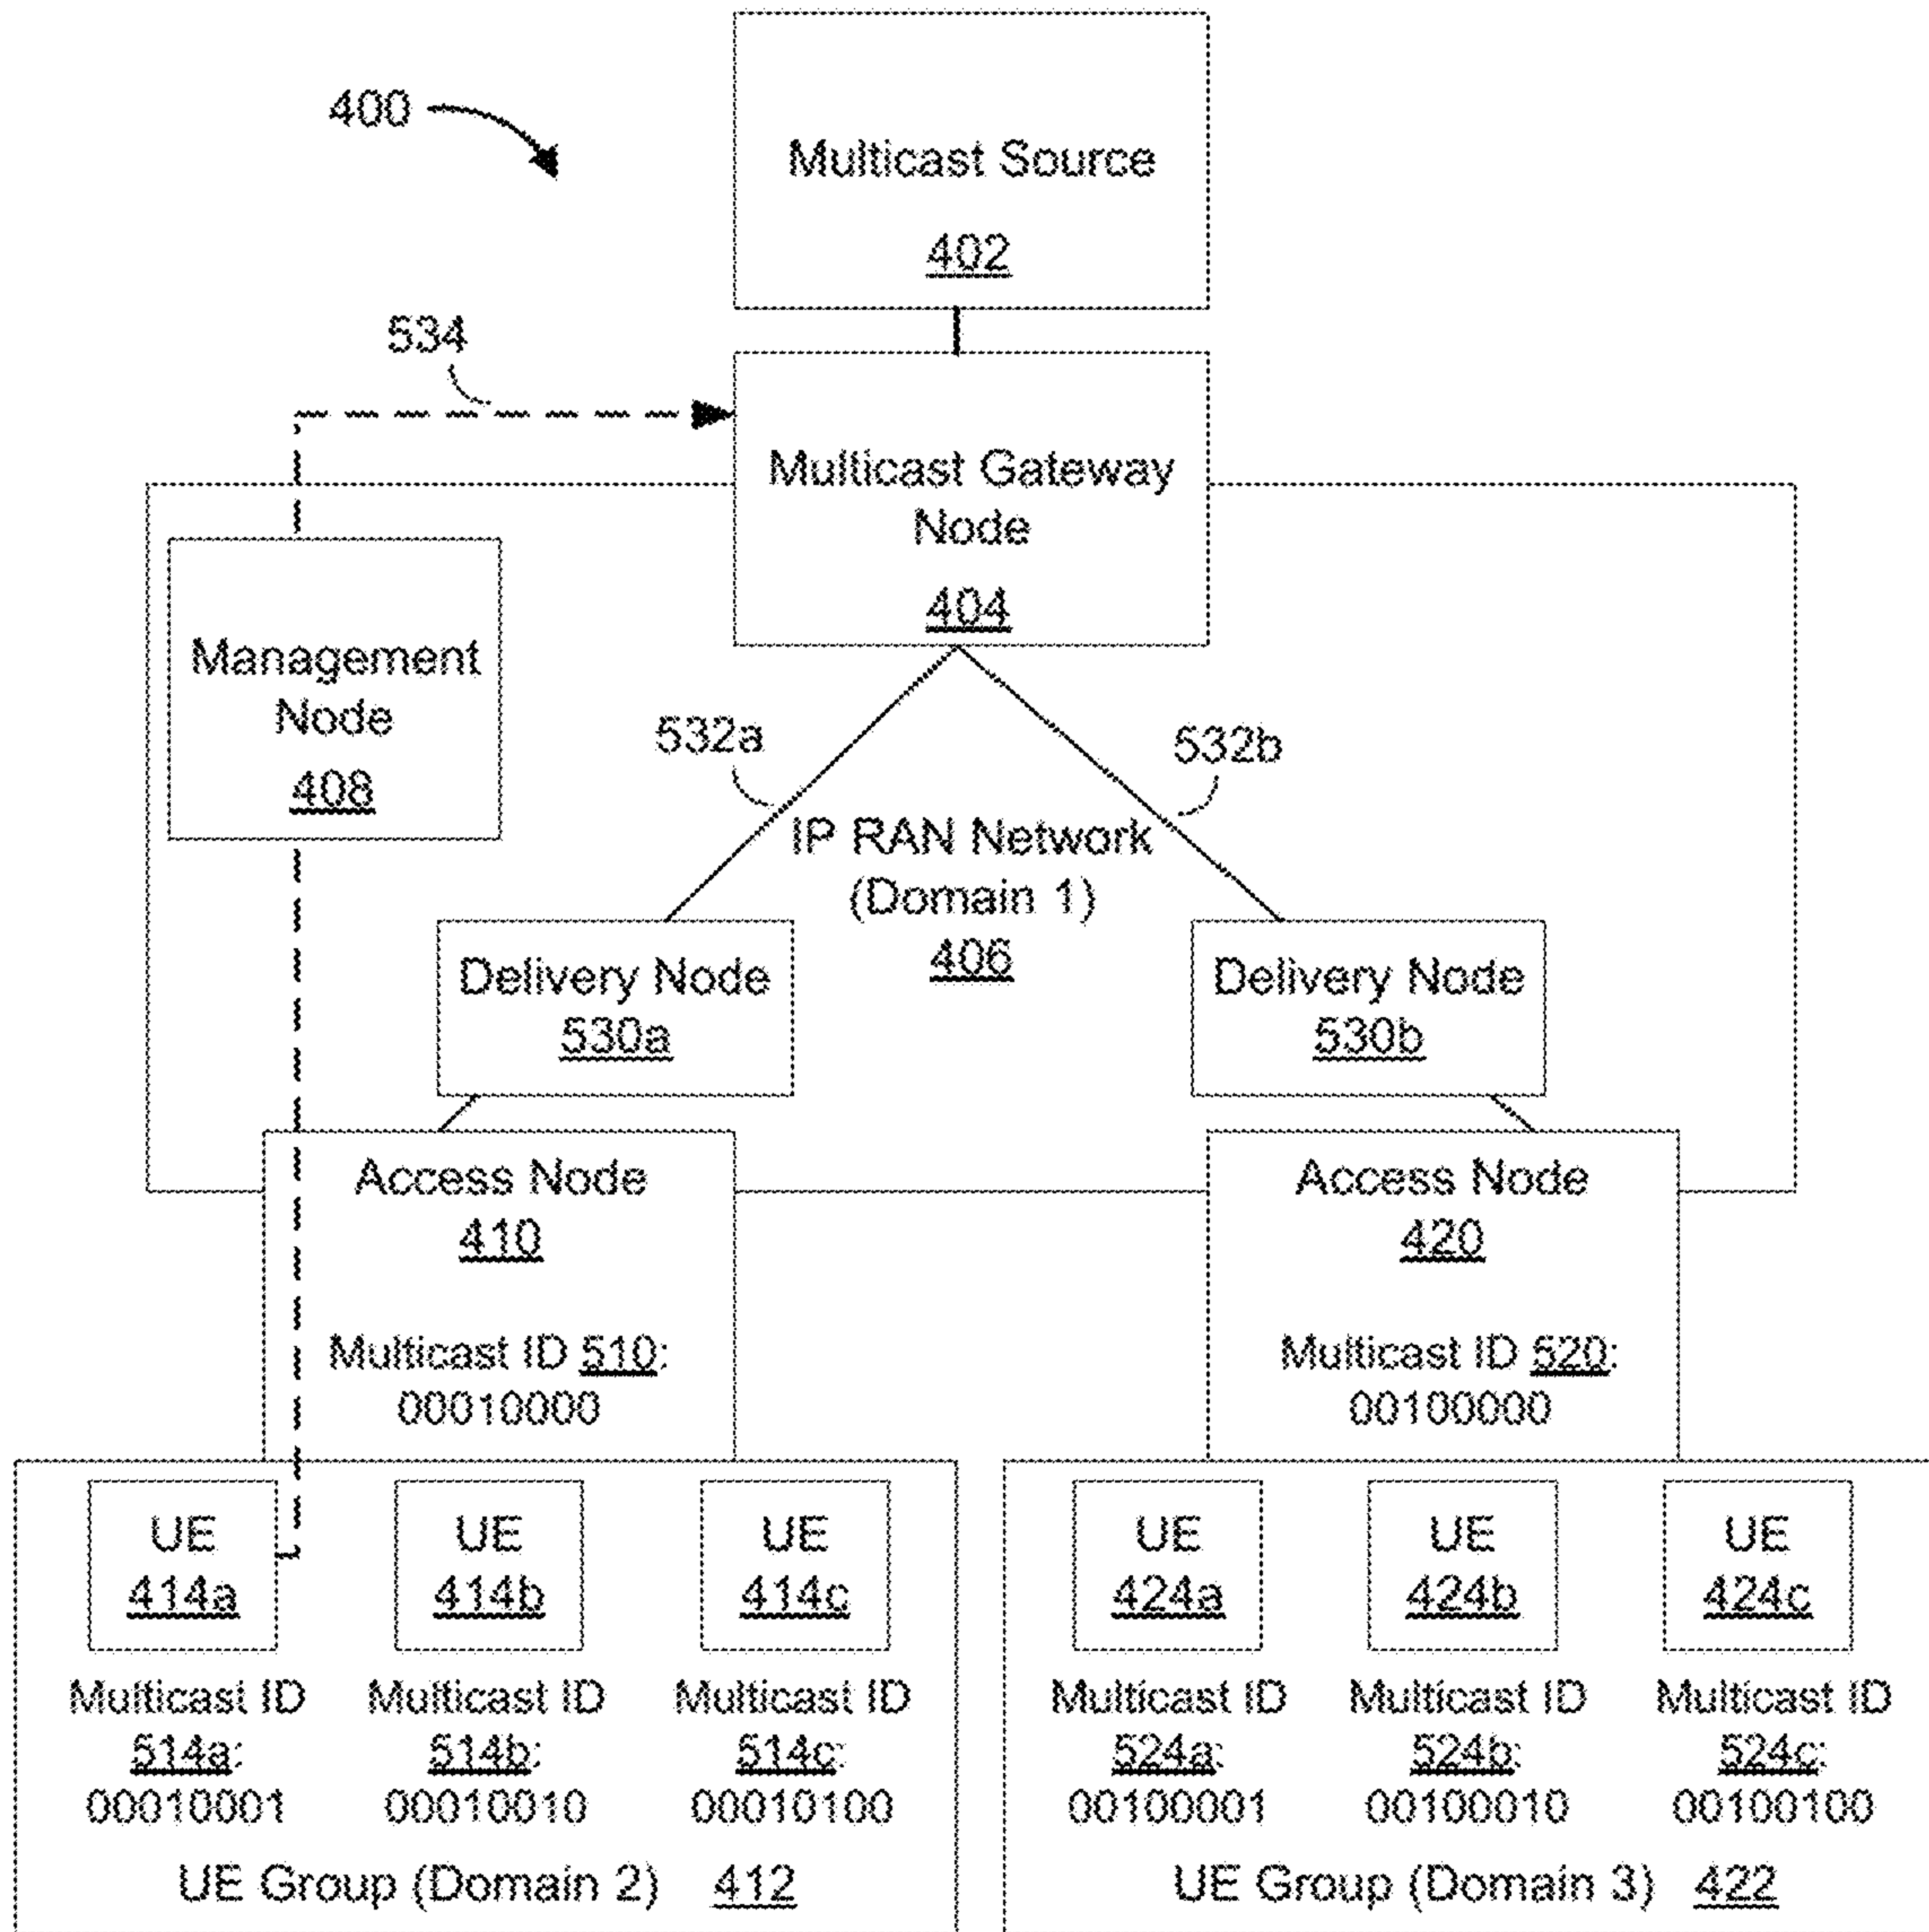 400
Multicast Source
402
534
Multicast Gateway
Node
404
Management
Node
408
532a
532b
IP RAN Network
(Domain 1)
406
Delivery Node
530a
Delivery Node
530b
Access Node
410
Multicast ID 510:
00010000
Access Node
420
Multicast ID 520:
00100000
UE
414a
UE
414b
UE
414c
UE
424a
UE
424b
UE
424c
Multicast ID
514a:
00010001
Multicast ID
514b:
00010010
Multicast ID
514c:
00010100
Multicast ID
524a:
00100001
Multicast ID
524b:
00100010
Multicast ID
524c:
00100100
UE Group (Domain 2) 412
UE Group (Domain 3) 422